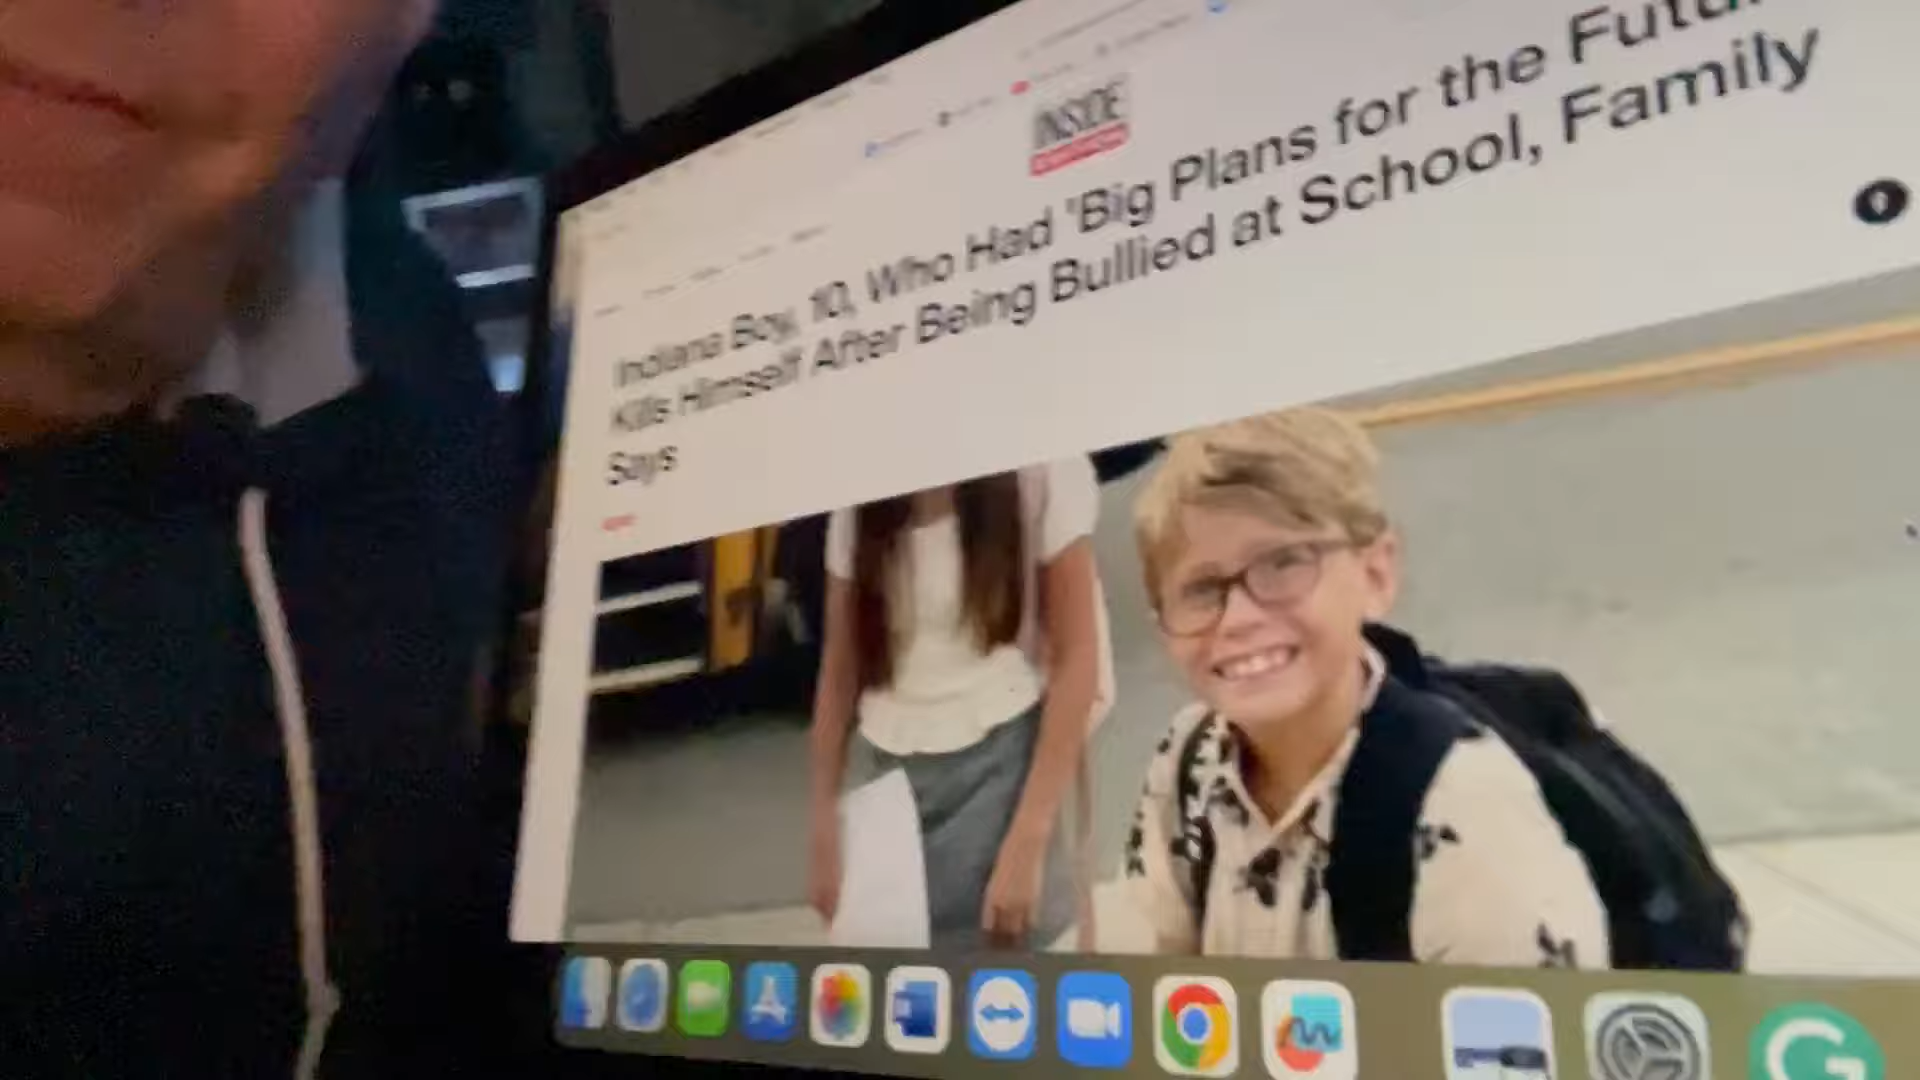 INSIDE
Indiana Boy, 10, Who Had 'Big Plans for the Futu
Kills Himself After Being Bullied at School, Family
Says
G